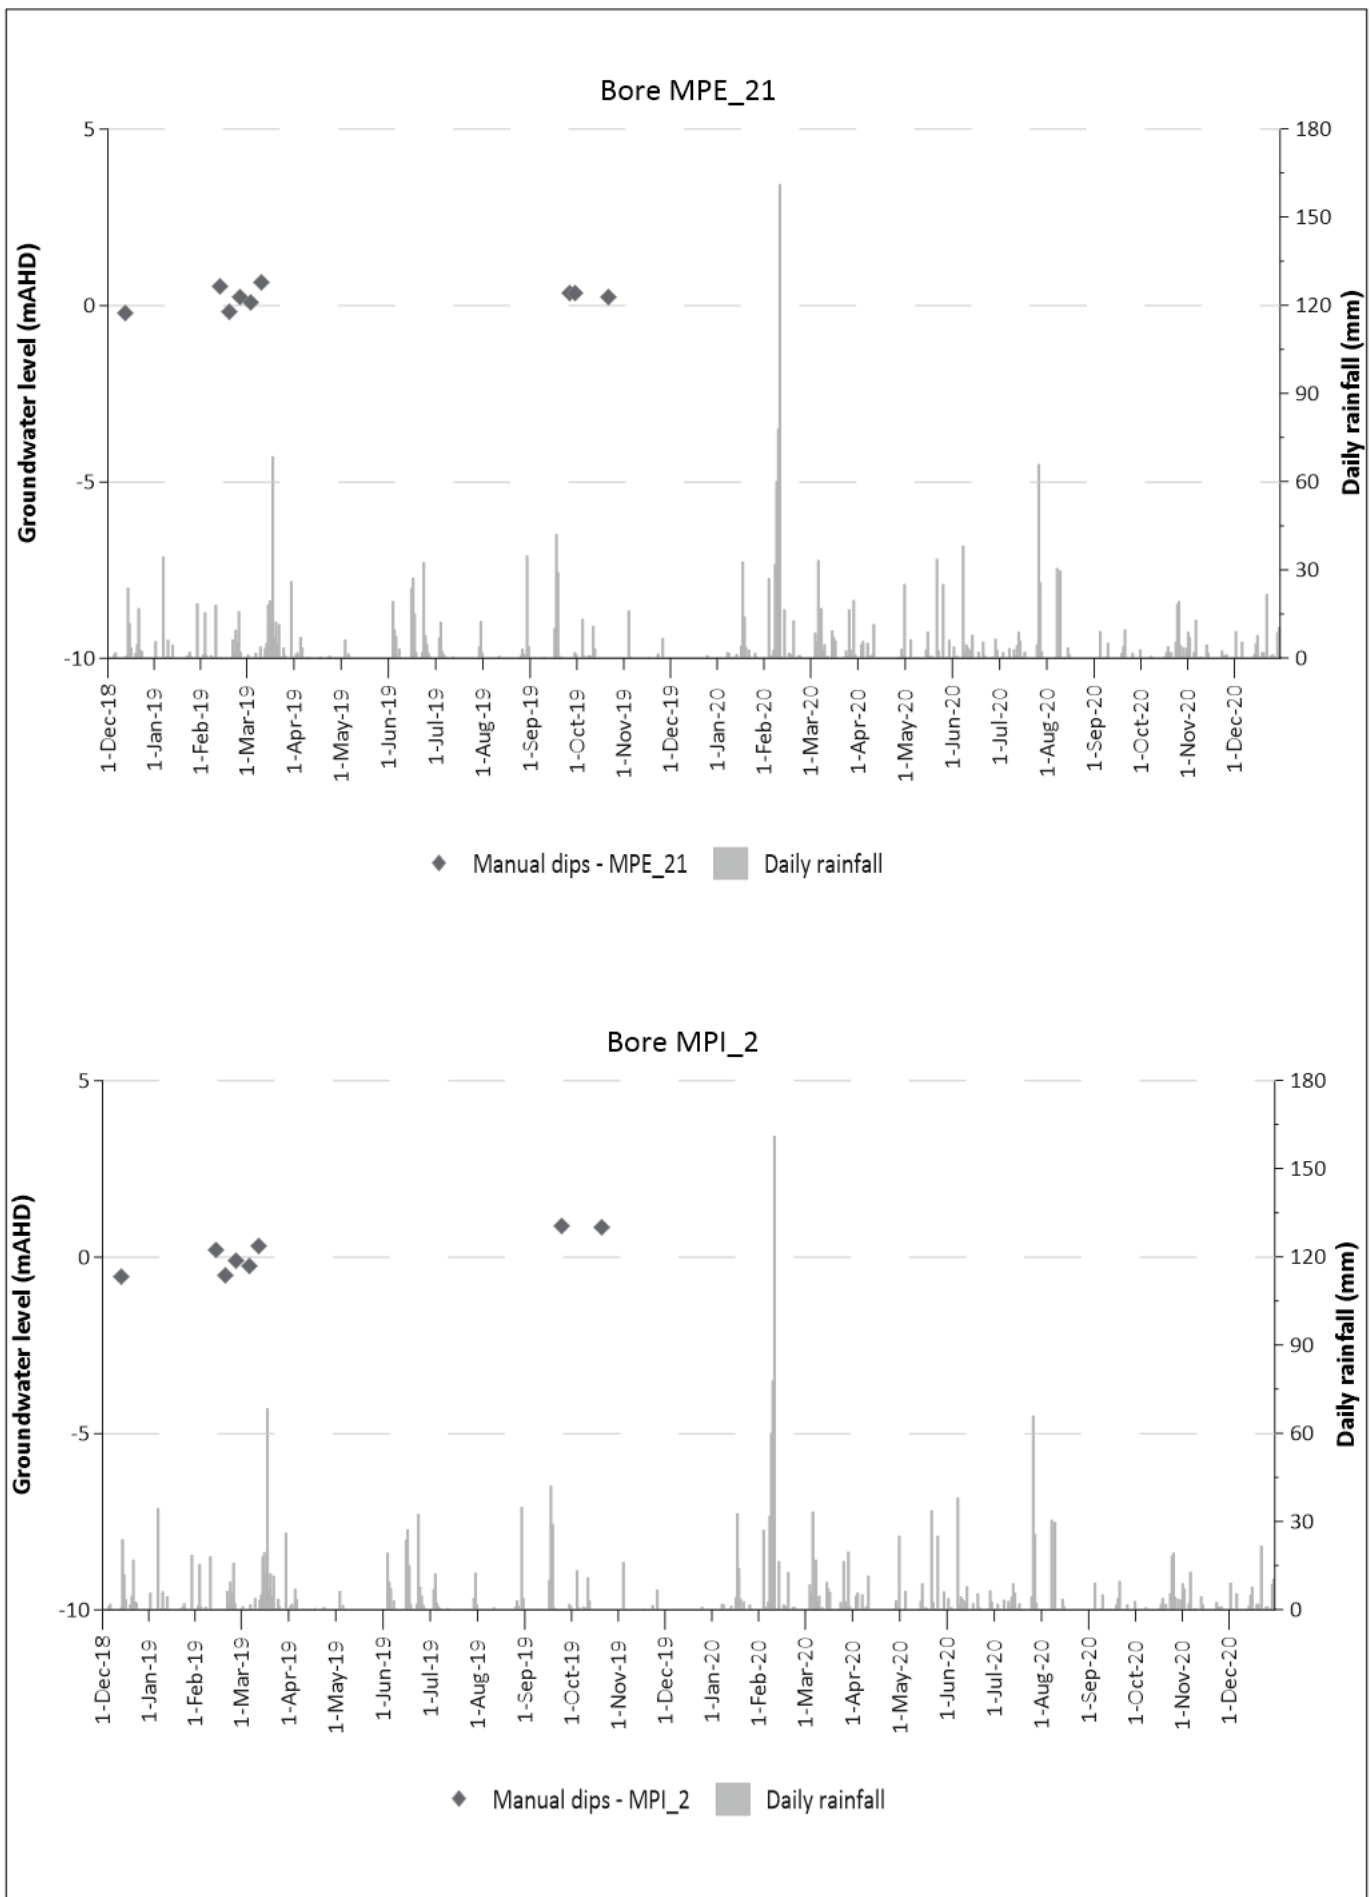 Bore MPE_21
5
0
-5
-10
Groundwater level (mAHD)
180
150
120
90
60
30
0
Daily rainfall (mm)
1-Dec-18
1-Jan-19
1-Feb-19
1-Mar-19
1-Apr-19
1-May-19
1-Jun-19
1-Jul-19
1-Aug-19
1-Sep-19
1-Oct-19
1-Nov-19
1-Dec-19
1-Jan-20
1-Feb-20
1-Mar-20
1-Apr-20
1-May-20
1-Jun-20
1-Jul-20
1-Aug-20
1-Sep-20
1-Oct-20
1-Nov-20
1-Dec-20
Manual dips - MPE_21 Daily rainfall
Bore MPI_2
5
0
-5
-10
Groundwater level (mAHD)
180
150
120
90
60
30
0
Daily rainfall (mm)
1-Dec-18
1-Jan-19
1-Feb-19
1-Mar-19
1-Apr-19
1-May-19
1-Jun-19
1-Jul-19
1-Aug-19
1-Sep-19
1-Oct-19
1-Nov-19
1-Dec-19
1-Jan-20
1-Feb-20
1-Mar-20
1-Apr-20
1-May-20
1-Jun-20
1-Jul-20
1-Aug-20
1-Sep-20
1-Oct-20
1-Nov-20
1-Dec-20
Manual dips - MPI_2 Daily rainfall